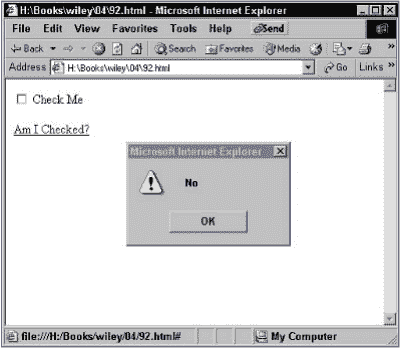 H:\Books\wiley\04\92.html - Microsoft Internet Explorer
File Edit View Favorites Tools Help Send
Back Search Favorites Media »
Address H:\Books\wiley\04\92.html Go Links »
Check Me
Am I Checked?
Microsoft Internet Explorer
No
OK
file:///H:/Books/wiley/04/92.html# My Computer